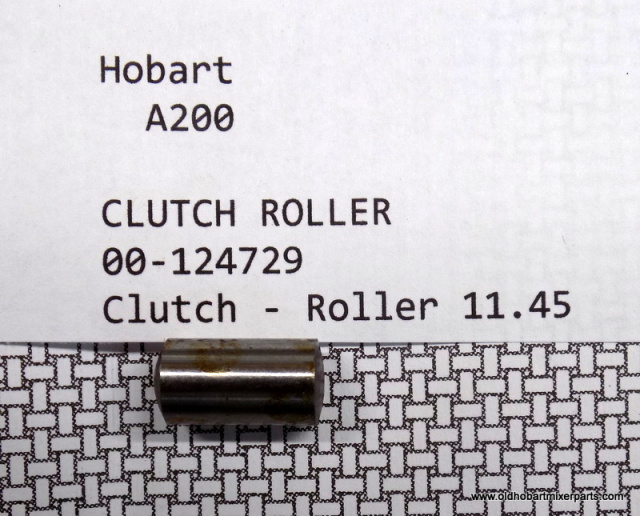 Hobart
A200
CLUTCH ROLLER
00-124729
Clutch - Roller 11.45
www.oldhobartmixerparts.com